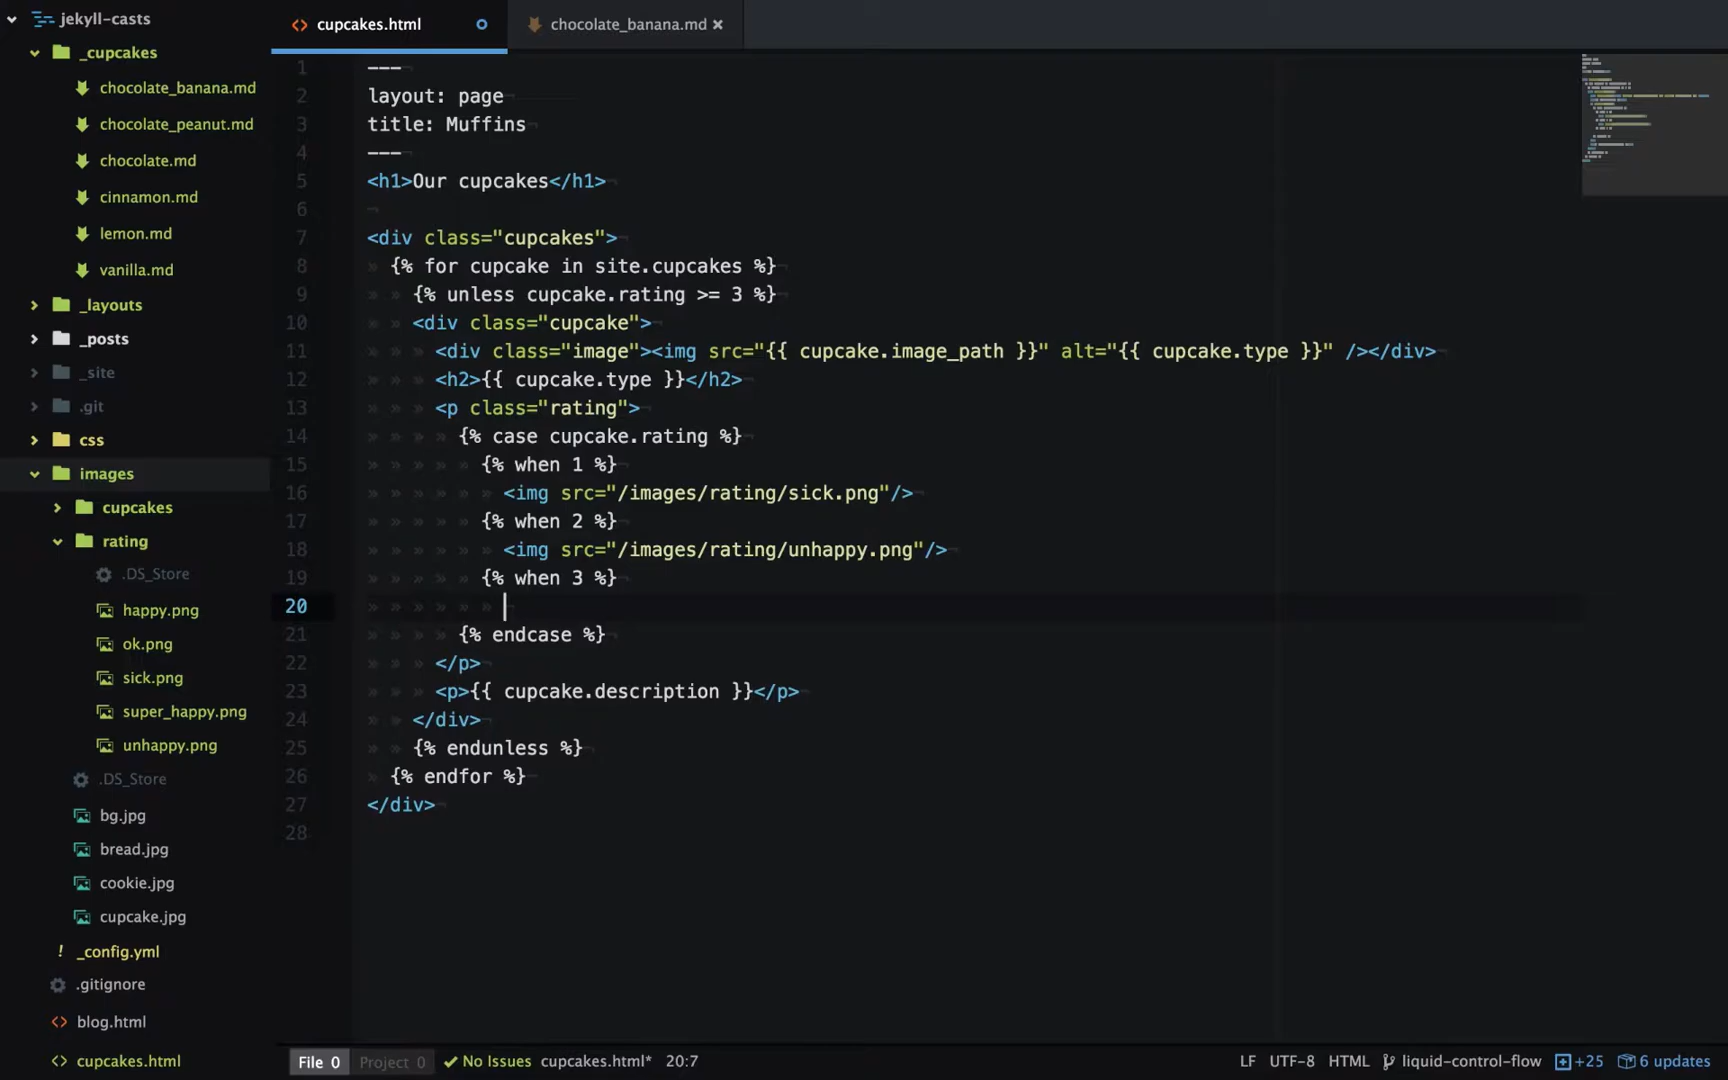 jekyll-casts
_cupcakes
chocolate_banana.md
chocolate_peanut.md
chocolate.md
cinnamon.md
lemon.md
vanilla.md
_layouts
_posts
_site
.git
css
images
cupcakes
rating
.DS_Store
happy.png
ok.png
sick.png
super_happy.png
unhappy.png
.DS_Store
bg.jpg
bread.jpg
cookie.jpg
cupcake.jpg
_config.yml
.gitignore
blog.html
cupcakes.html
cupcakes.html
chocolate_banana.md
1 ---
2 layout: page
3 title: Muffins
4 ---
5 <h1>Our cupcakes</h1>
6
7 <div class="cupcakes">
8 {% for cupcake in site.cupcakes %}
9 {% unless cupcake.rating >= 3 %}
10 <div class="cupcake">
11 <div class="image"><img src="{{ cupcake.image_path }}" alt="{{ cupcake.type }}" /></div>
12 <h2>{{ cupcake.type }}</h2>
13 <p class="rating">
14 {% case cupcake.rating %}
15 {% when 1 %}
16 <img src="/images/rating/sick.png"/>
17 {% when 2 %}
18 <img src="/images/rating/unhappy.png"/>
19 {% when 3 %}
20
21 {% endcase %}
22 </p>
23 <p>{{ cupcake.description }}</p>
24 </div>
25 {% endunless %}
26 {% endfor %}
27 </div>
28
File 0 Project 0 No Issues cupcakes.html* 20:7 LF UTF-8 HTML liquid-control-flow +25 6 updates